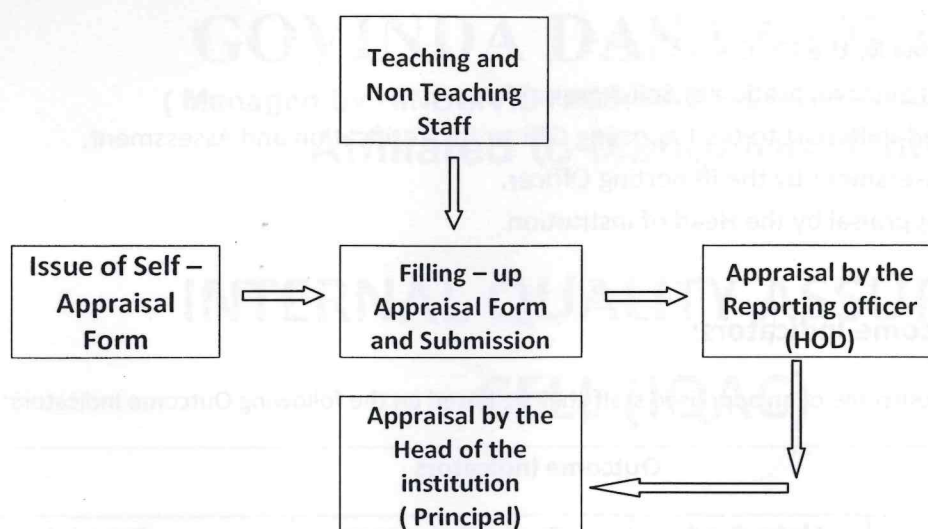 Teaching and
Non Teaching
Staff
Issue of Self –
Appraisal
Form
Filling – up
Appraisal Form
and Submission
Appraisal by the
Reporting officer
(HOD)
Appraisal by the
Head of the
institution
( Principal)